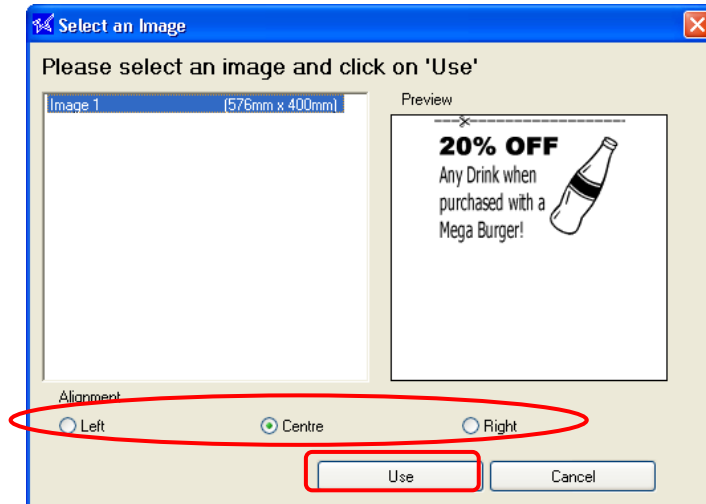 Select an Image
Please select an image and click on 'Use'
Image 1 (576mm x 400mm)
Preview
20% OFF
Any Drink when
purchased with a
Mega Burger!
Alignment
Left Centre Right
Use Cancel